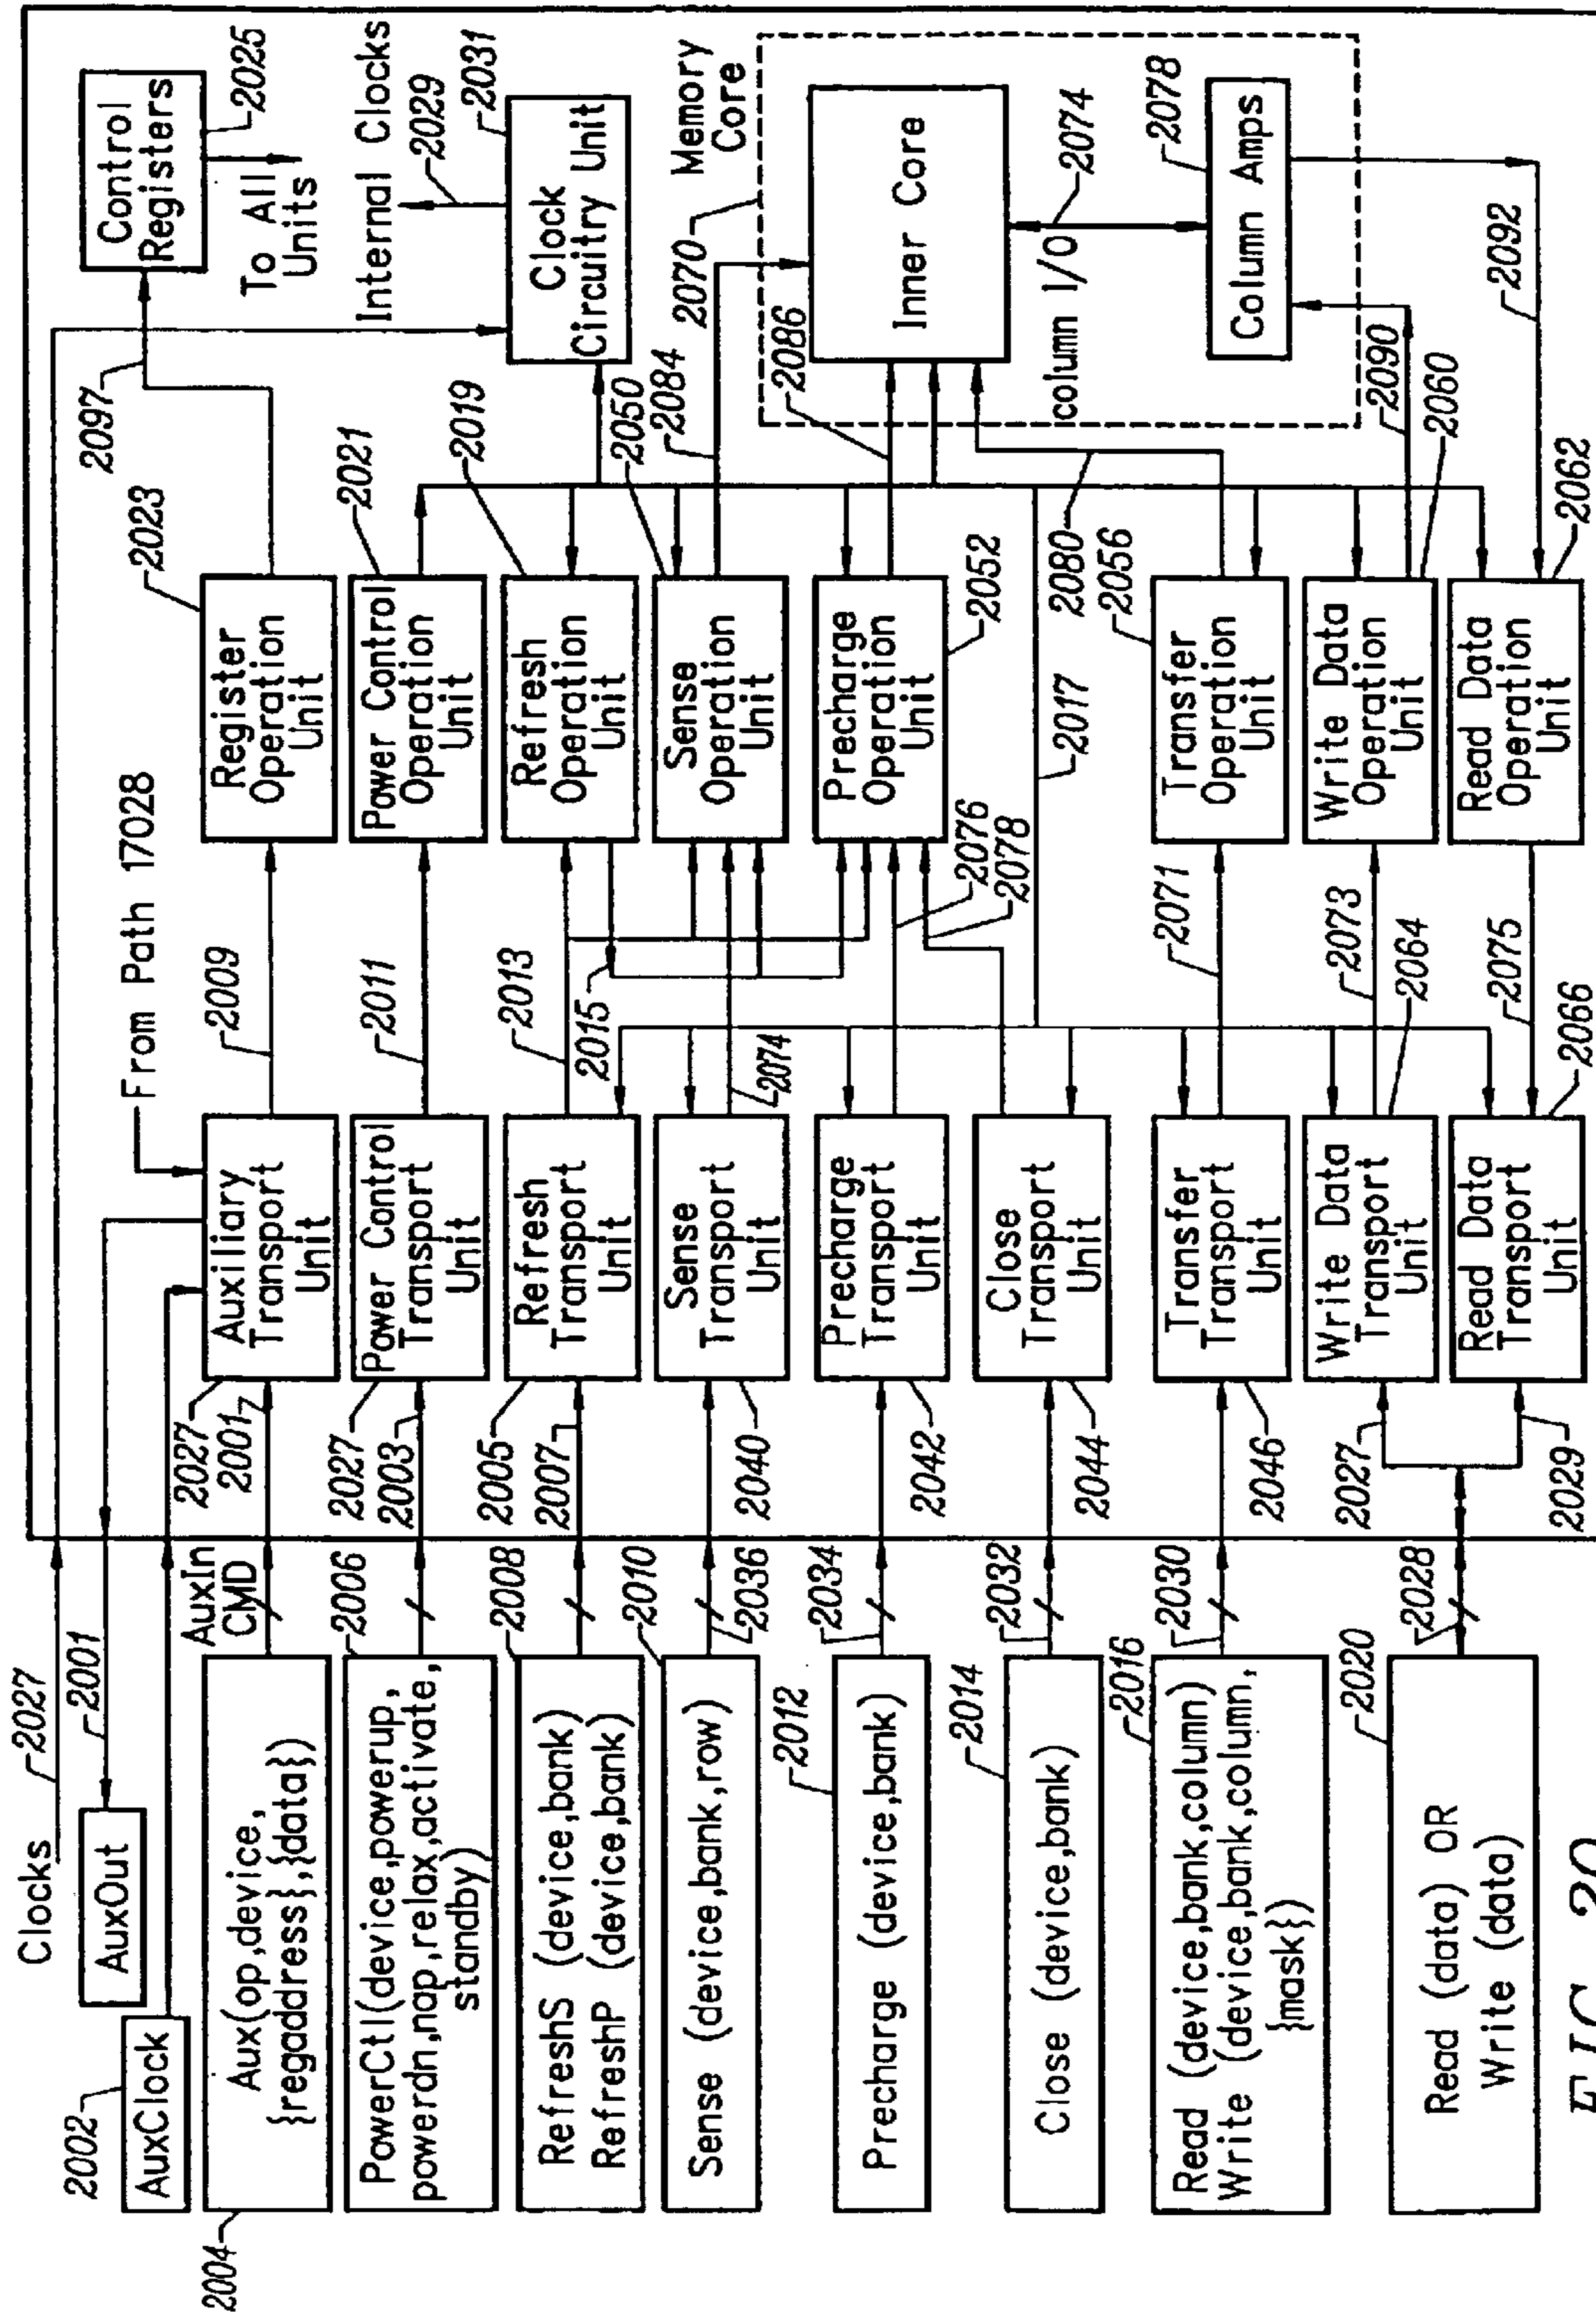 Clocks
2027
2001
AuxOut
2002
AuxClock
2004
Aux(op,device,
{regaddress},{data})
AuxIn
CMD
2006
PowerCtl(device,powerup,
powerdn,nap,relax,activate,
standby)
2008
RefreshS (device,bank)
RefreshP (device,bank)
2010
Sense (device,bank,row)
2036
2012
Precharge (device,bank)
2034
2014
Close (device,bank)
2032
2016
Read (device,bank,column)
Write (device,bank,column,
{mask})
2030
2020
Read (data) OR
Write (data)
2028
From Path 17028
2027
2001
Auxiliary
Transport
Unit
2027
2003
Power Control
Transport
Unit
2005
2007
Refresh
Transport
Unit
2040
Sense
Transport
Unit
2042
Precharge
Transport
Unit
2044
Close
Transport
Unit
2046
Transfer
Transport
Unit
2027
Write Data
Transport
Unit
2029
Read Data
Transport
Unit
2009
2011
2013
2015
2074
2076
2078
2017
2071
2073
2064
2075
2066
2023
Register
Operation
Unit
2021
Power Control
Operation
Unit
2019
Refresh
Operation
Unit
2050
Sense
Operation
Unit
2052
Precharge
Operation
Unit
2080
2056
Transfer
Operation
Unit
2060
Write Data
Operation
Unit
2062
Read Data
Operation
Unit
2097
2084
2086
2090
2092
Control
Registers
2025
To All
Units
Internal Clocks
2029
2031
Clock
Circuitry Unit
2070
Memory
Core
Inner Core
column I/O
2074
2078
Column Amps
FIG. 20